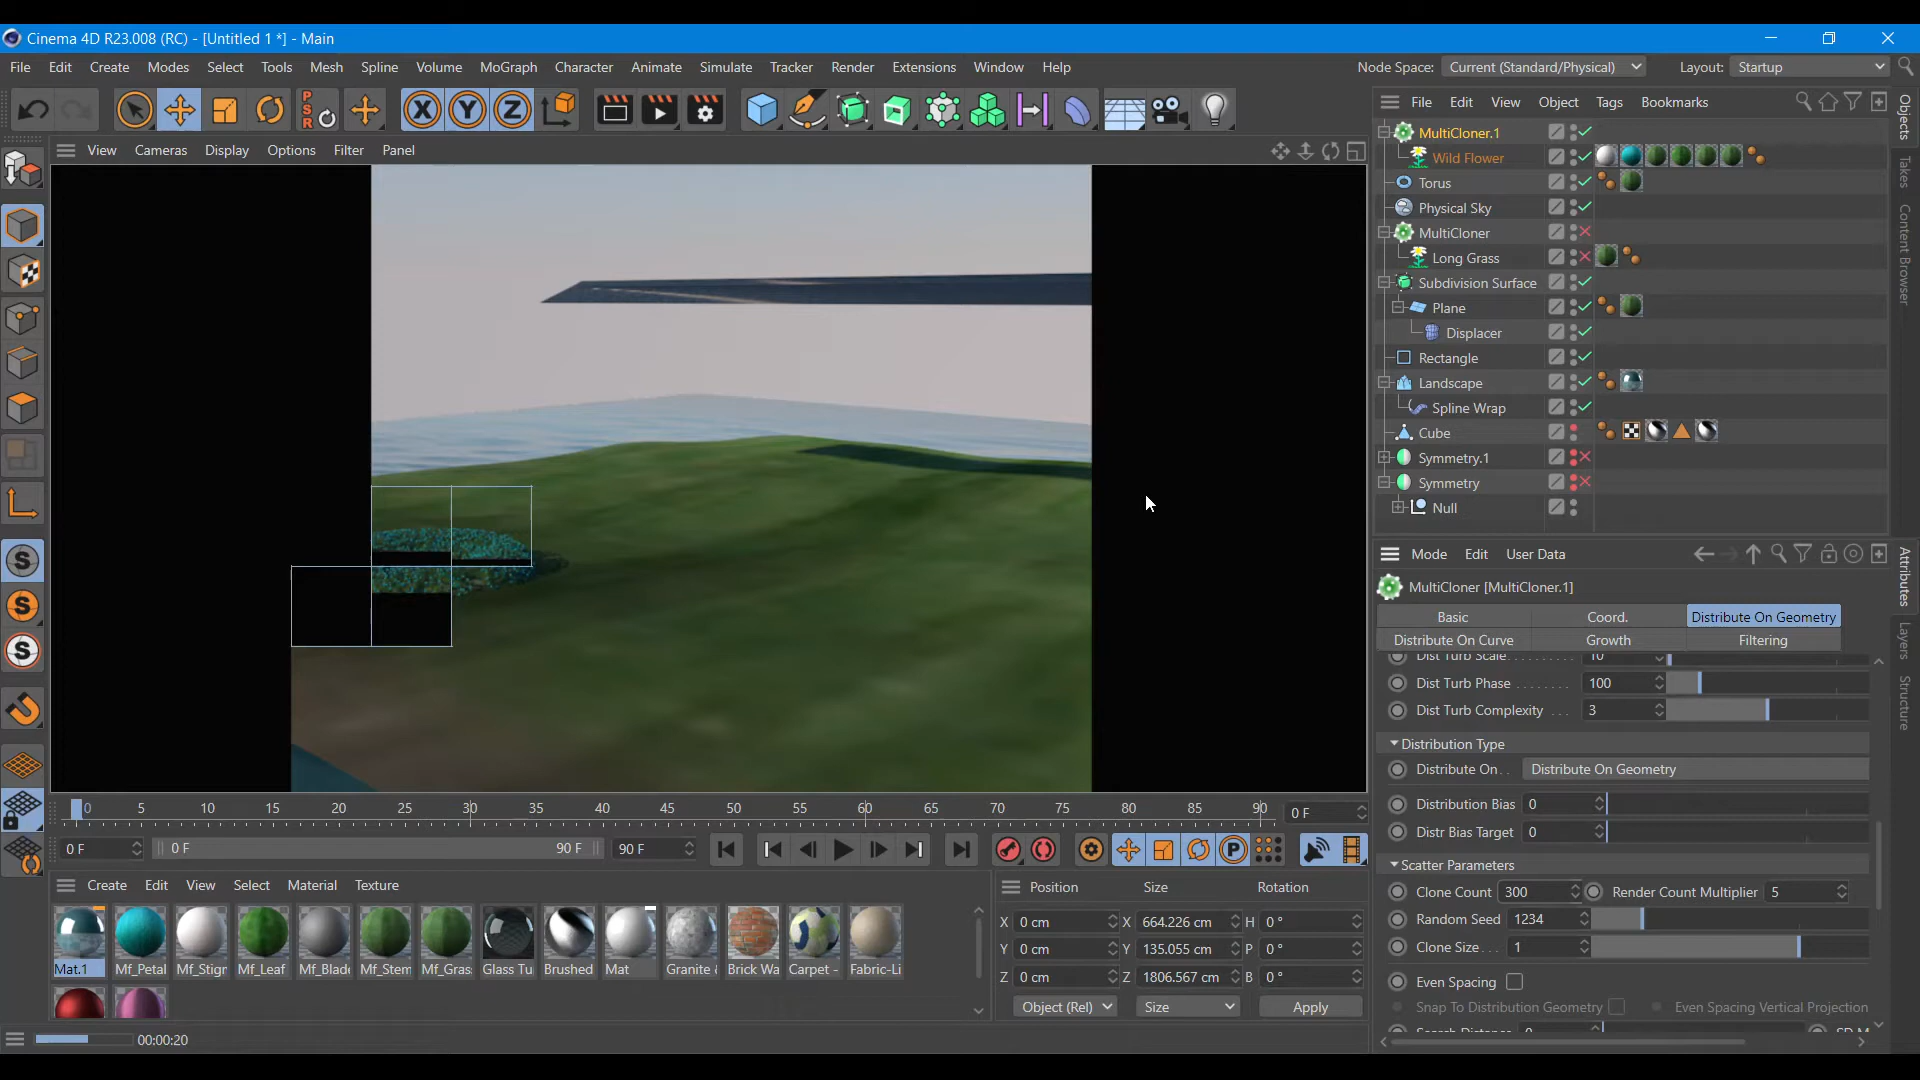 Cinema 4D R23.008 (RC) - [Untitled 1 *] - Main
File Edit Create Modes Select Tools Mesh Spline Volume MoGraph Character Animate Simulate Tracker Render Extensions Window Help Node Space: Current (Standard/Physical) Layout: Startup
PSR X Y Z
File Edit View Object Tags Bookmarks
View Cameras Display Options Filter Panel
MultiCloner.1
Wild Flower
Torus
Physical Sky
MultiCloner
Long Grass
Subdivision Surface
Plane
Displacer
Rectangle
Landscape
Spline Wrap
Cube
Symmetry.1
Symmetry
Null
Objects
Takes
Content Browser
Mode Edit User Data
MultiCloner [MultiCloner.1]
Basic Coord. Distribute On Geometry
Distribute On Curve Growth Filtering
Dist Turb Scale 10
Dist Turb Phase 100
Dist Turb Complexity 3
Distribution Type
Distribute On Distribute On Geometry
Distribution Bias 0
Distr Bias Target 0
Scatter Parameters
Clone Count 300 Render Count Multiplier 5
Random Seed 1234
Clone Size 1
Even Spacing
Snap To Distribution Geometry Even Spacing Vertical Projection
Search Distance 0
Attributes
Layers
Structure
0 5 10 15 20 25 30 35 40 45 50 55 60 65 70 75 80 85 90 0 F
0 F 0 F 90 F 90 F
Create Edit View Select Material Texture
Mat.1 Mf_Petal Mf_Stigr Mf_Leaf Mf_Blade Mf_Stem Mf_Gras Glass Tu Brushed Mat Granite Brick Wa Carpet - Fabric-Li
Position Size Rotation
X 0 cm X 664.226 cm H 0 °
Y 0 cm Y 135.055 cm P 0 °
Z 0 cm Z 1806.567 cm B 0 °
Object (Rel) Size Apply
00:00:20